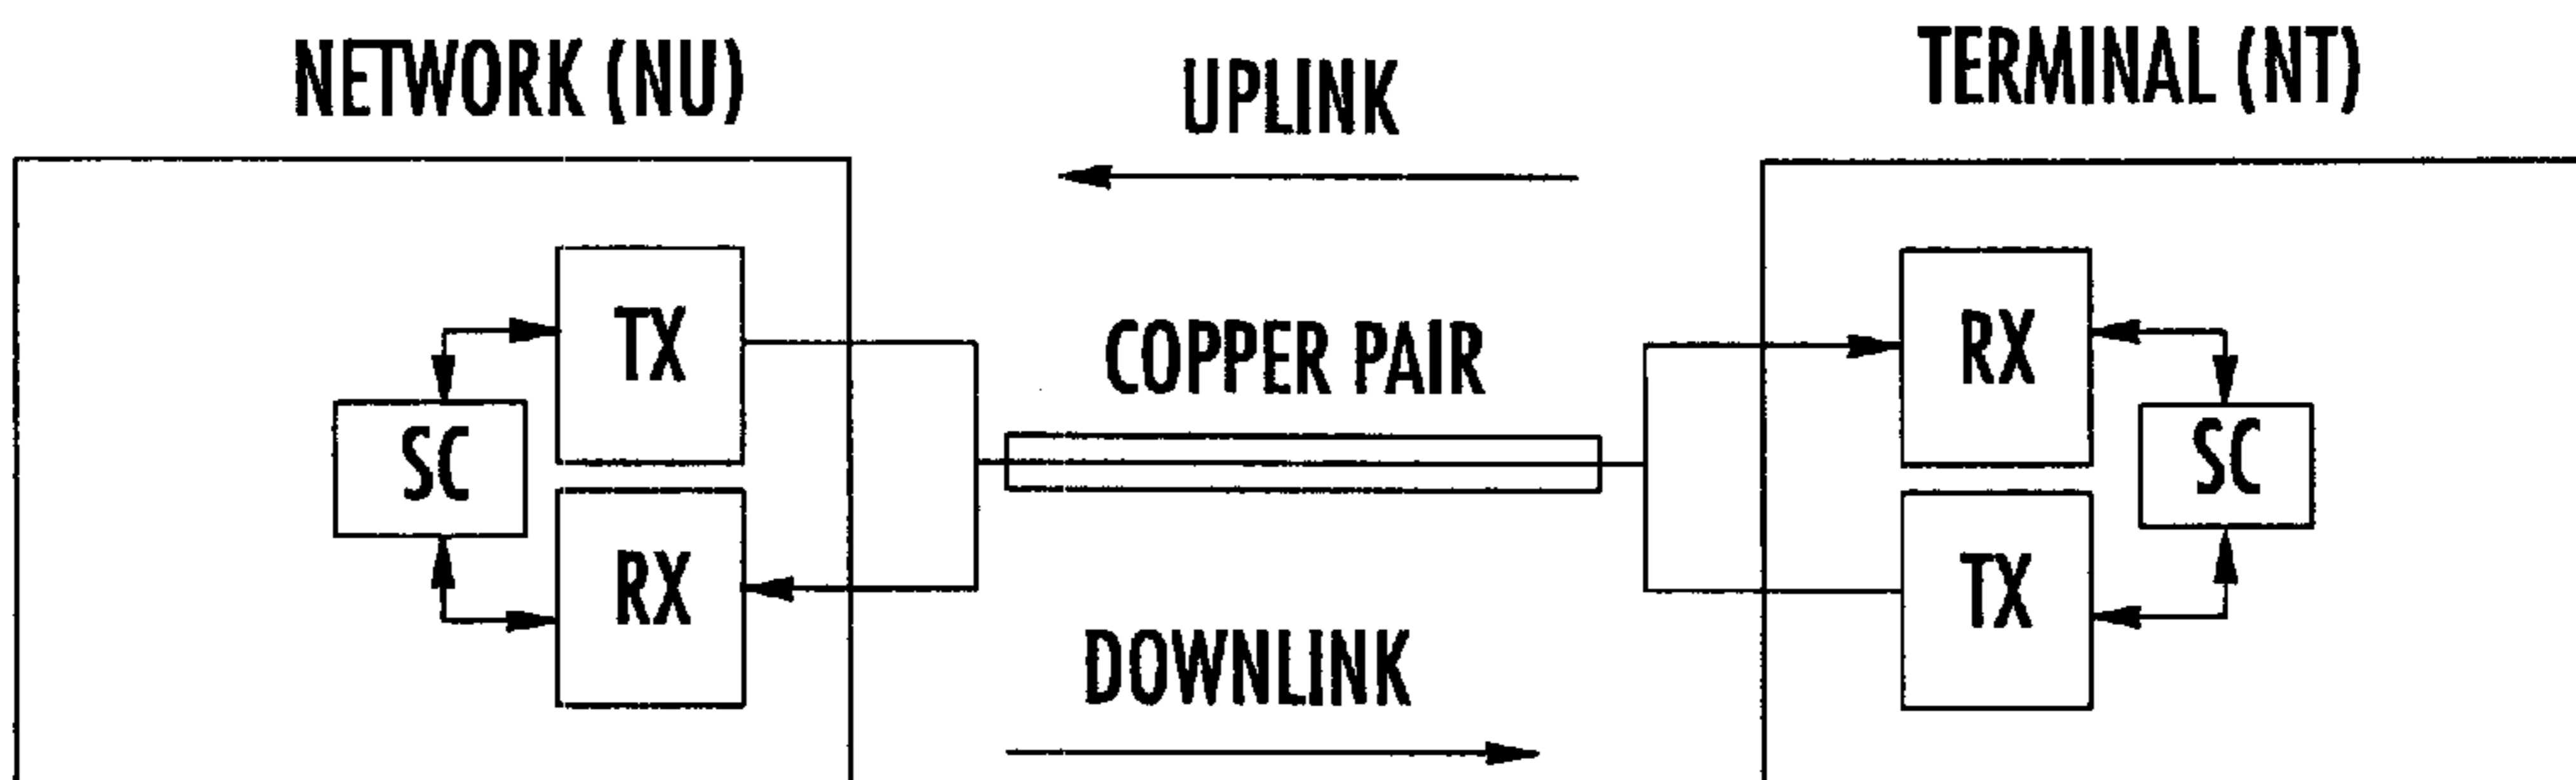 NETWORK (NU)
UPLINK
TERMINAL (NT)
TX
COPPER PAIR
RX
SC
SC
RX
TX
DOWNLINK